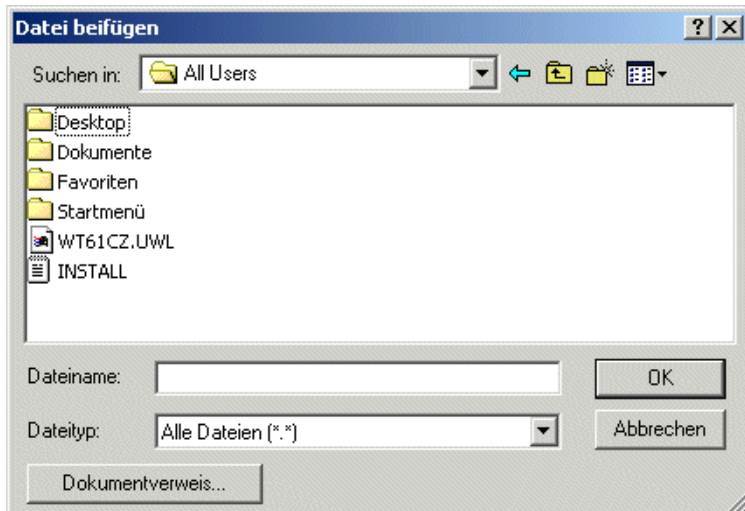 Datei beifügen
Suchen in: All Users
Desktop
Dokumente
Favoriten
Startmenü
WT61CZ.UWL
INSTALL
Dateiname: OK
Dateityp: Alle Dateien (*.*) Abbrechen
Dokumentverweis...